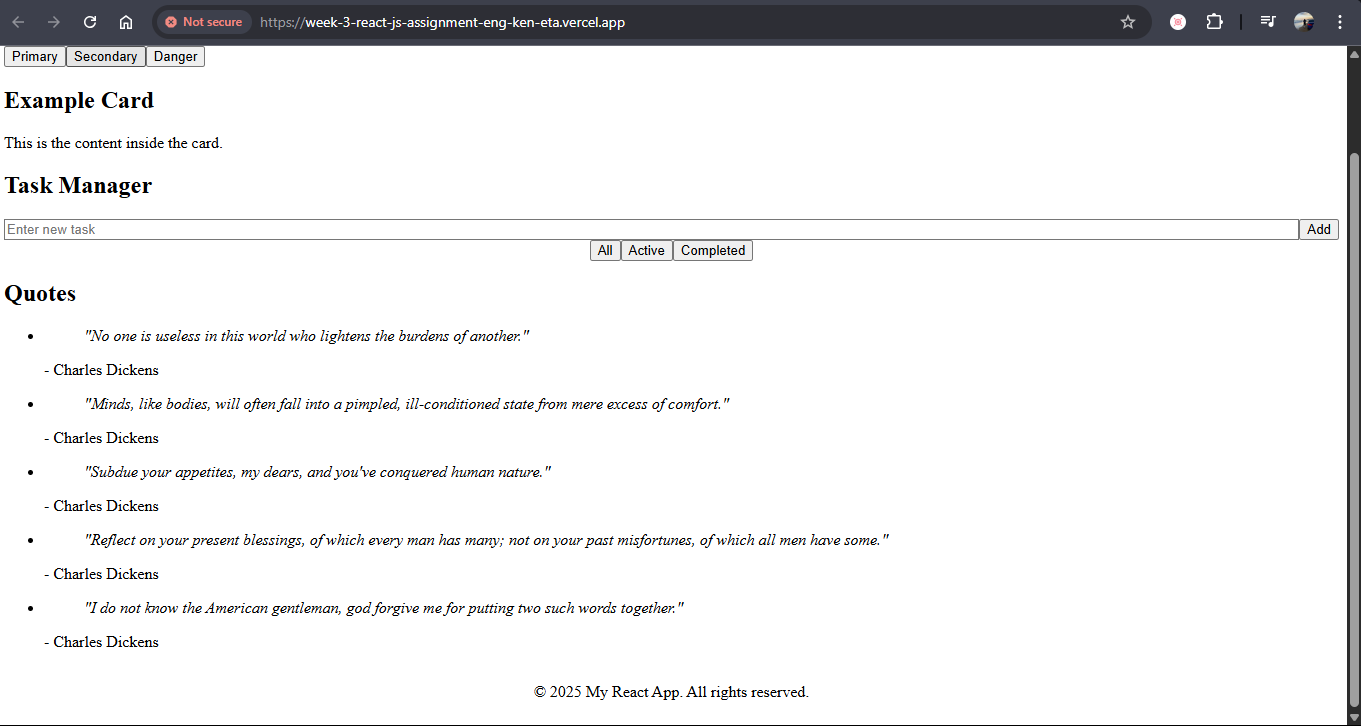 Not secure https://week-3-react-js-assignment-eng-ken-eta.vercel.app
Primary Secondary Danger
Example Card
This is the content inside the card.
Task Manager
Enter new task Add
All Active Completed
Quotes
"No one is useless in this world who lightens the burdens of another."
- Charles Dickens
"Minds, like bodies, will often fall into a pimpled, ill-conditioned state from mere excess of comfort."
- Charles Dickens
"Subdue your appetites, my dears, and you've conquered human nature."
- Charles Dickens
"Reflect on your present blessings, of which every man has many; not on your past misfortunes, of which all men have some."
- Charles Dickens
"I do not know the American gentleman, god forgive me for putting two such words together."
- Charles Dickens
© 2025 My React App. All rights reserved.